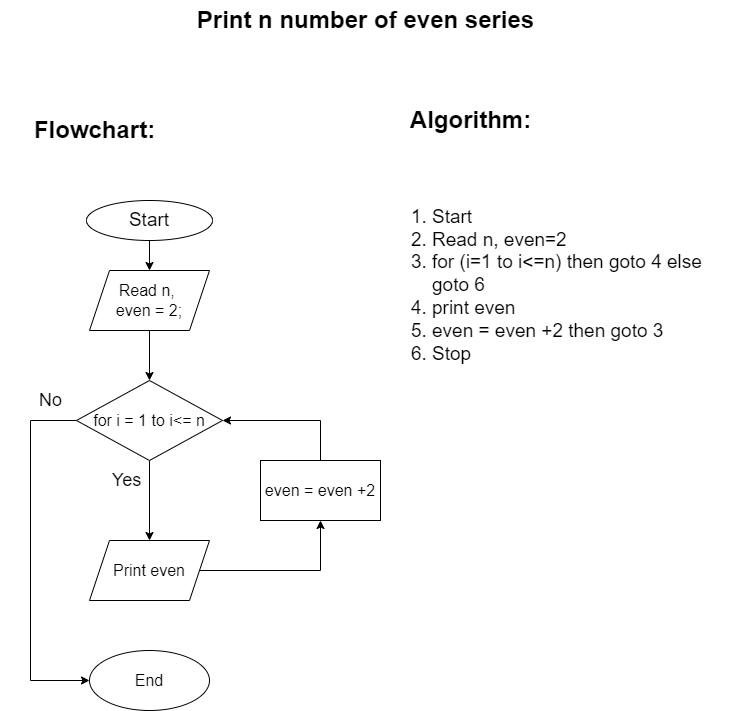 Print n number of even series
Flowchart:
Start
Read n,
even = 2;
No
for i = 1 to i<= n
Yes
even = even +2
Print even
End
Algorithm:
1. Start
2. Read n, even=2
3. for (i=1 to i<=n) then goto 4 else
goto 6
4. print even
5. even = even +2 then goto 3
6. Stop